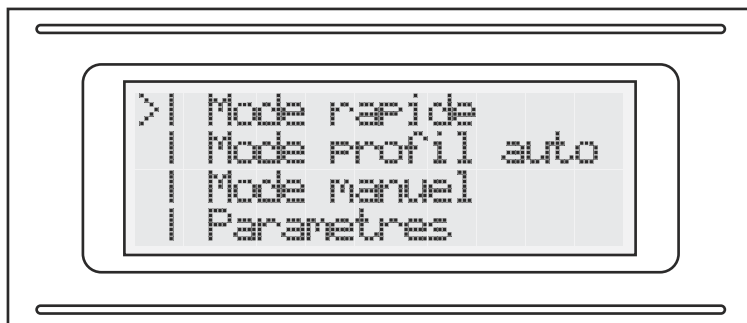 >| Mode rapide
| Mode profil auto
| Mode manuel
| Parametres